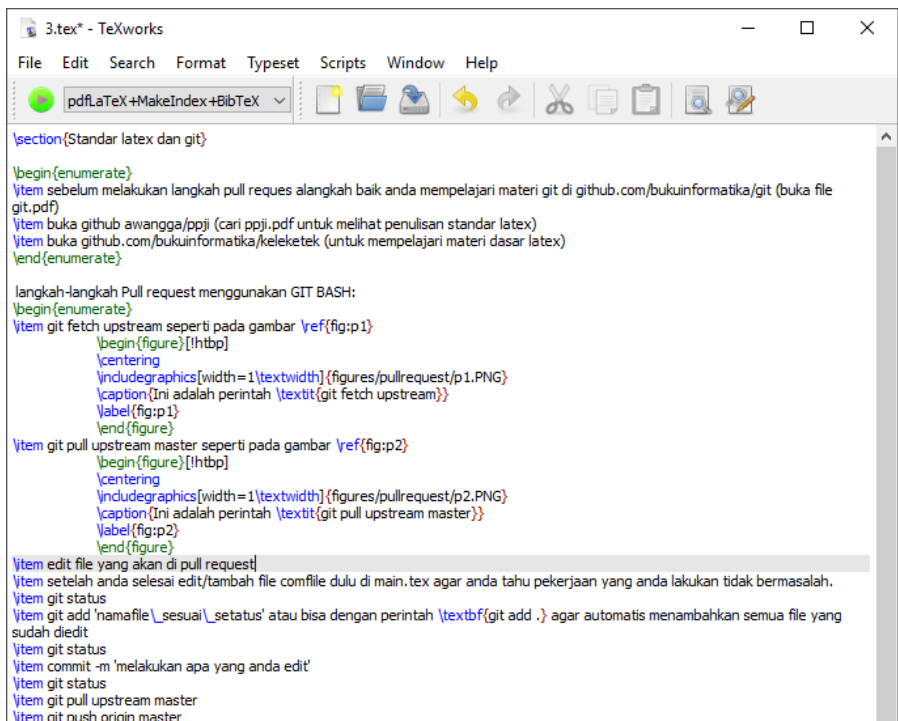 3.tex* - TeXworks
File Edit Search Format Typeset Scripts Window Help
pdfLaTeX+MakeIndex+BibTeX
\section{Standar latex dan git}
\begin{enumerate}
\item sebelum melakukan langkah pull reques alangkah baik anda mempelajari materi git di github.com/bukuinformatika/git (buka file
git.pdf)
\item buka github awangga/ppji (cari ppji.pdf untuk melihat penulisan standar latex)
\item buka github.com/bukuinformatika/keleketek (untuk mempelajari materi dasar latex)
\end{enumerate}
langkah-langkah Pull request menggunakan GIT BASH:
\begin{enumerate}
\item git fetch upstream seperti pada gambar \ref{fig:p1}
\begin{figure}[!htbp]
\centering
\includegraphics[width=1\textwidth]{figures/pullrequest/p1.PNG}
\caption{Ini adalah perintah \textit{git fetch upstream}}
\label{fig:p1}
\end{figure}
\item git pull upstream master seperti pada gambar \ref{fig:p2}
\begin{figure}[!htbp]
\centering
\includegraphics[width=1\textwidth]{figures/pullrequest/p2.PNG}
\caption{Ini adalah perintah \textit{git pull upstream master}}
\label{fig:p2}
\end{figure}
\item edit file yang akan di pull request
\item setelah anda selesai edit/tambah file comflile dulu di main.tex agar anda tahu pekerjaan yang anda lakukan tidak bermasalah.
\item git status
\item git add 'namafile\_sesuai\_setatus' atau bisa dengan perintah \textbf{git add .} agar automatis menambahkan semua file yang
sudah diedit
\item git status
\item commit -m 'melakukan apa yang anda edit'
\item git status
\item git pull upstream master
\item git push origin master